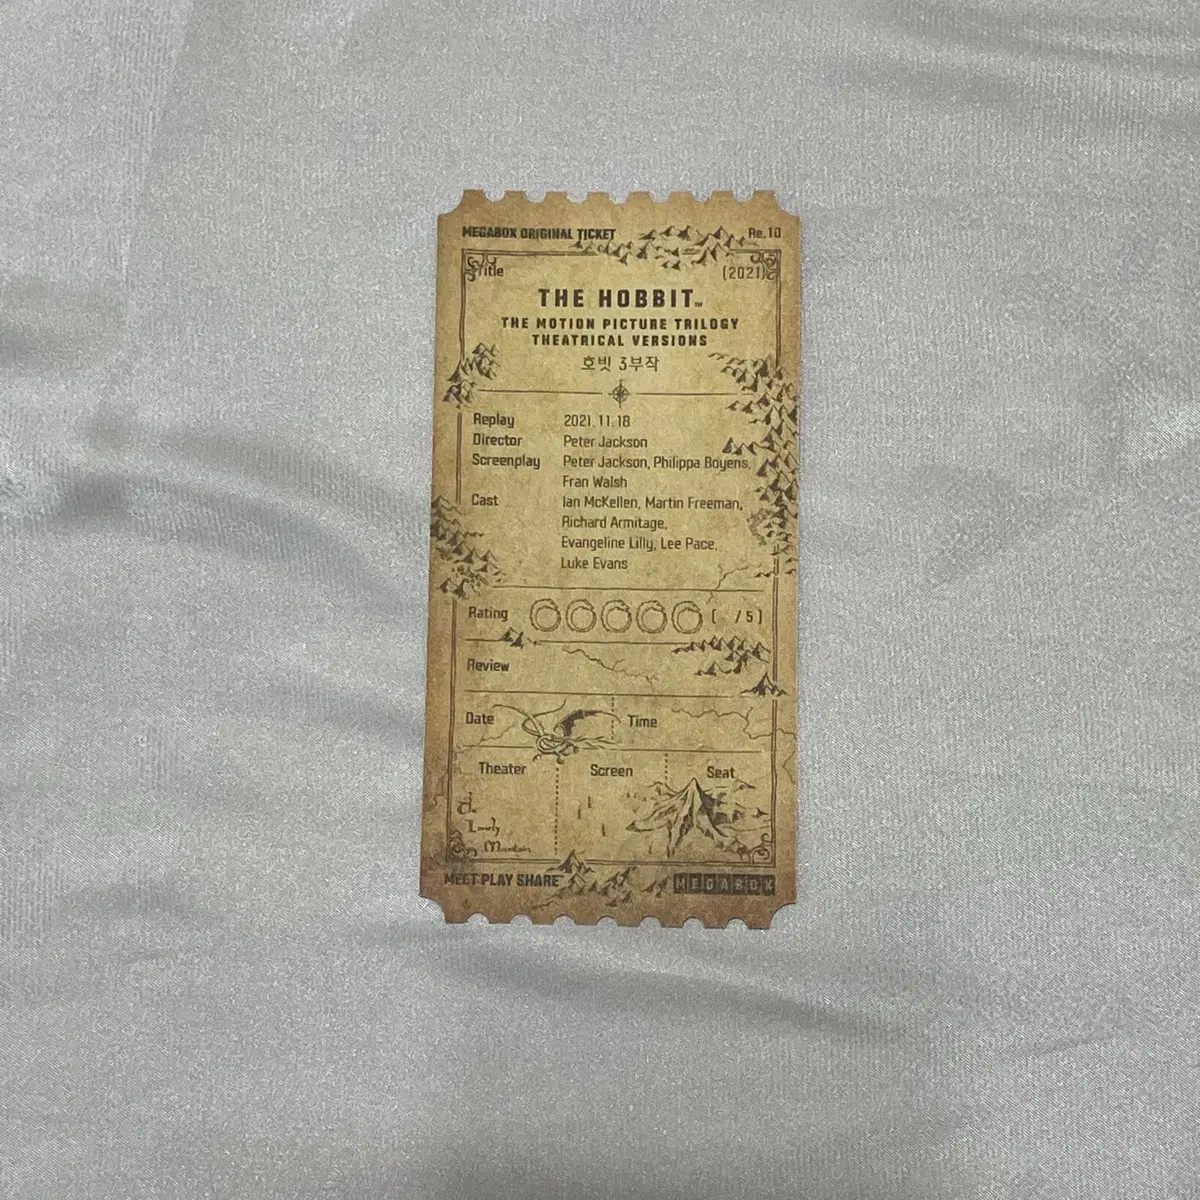 MEGABOX ORIGINAL TICKET Re.10
Title (2021)
THE HOBBIT™
THE MOTION PICTURE TRILOGY
THEATRICAL VERSIONS
호빗 3부작
Replay 2021.11.18
Director Peter Jackson
Screenplay Peter Jackson, Philippa Boyens,
Fran Walsh
Cast Ian McKellen, Martin Freeman,
Richard Armitage,
Evangeline Lilly, Lee Pace,
Luke Evans
Rating ( /5)
Review
Date Time
Theater Screen Seat
The
Lonely
Mountain
MEET PLAY SHARE MEGABOX